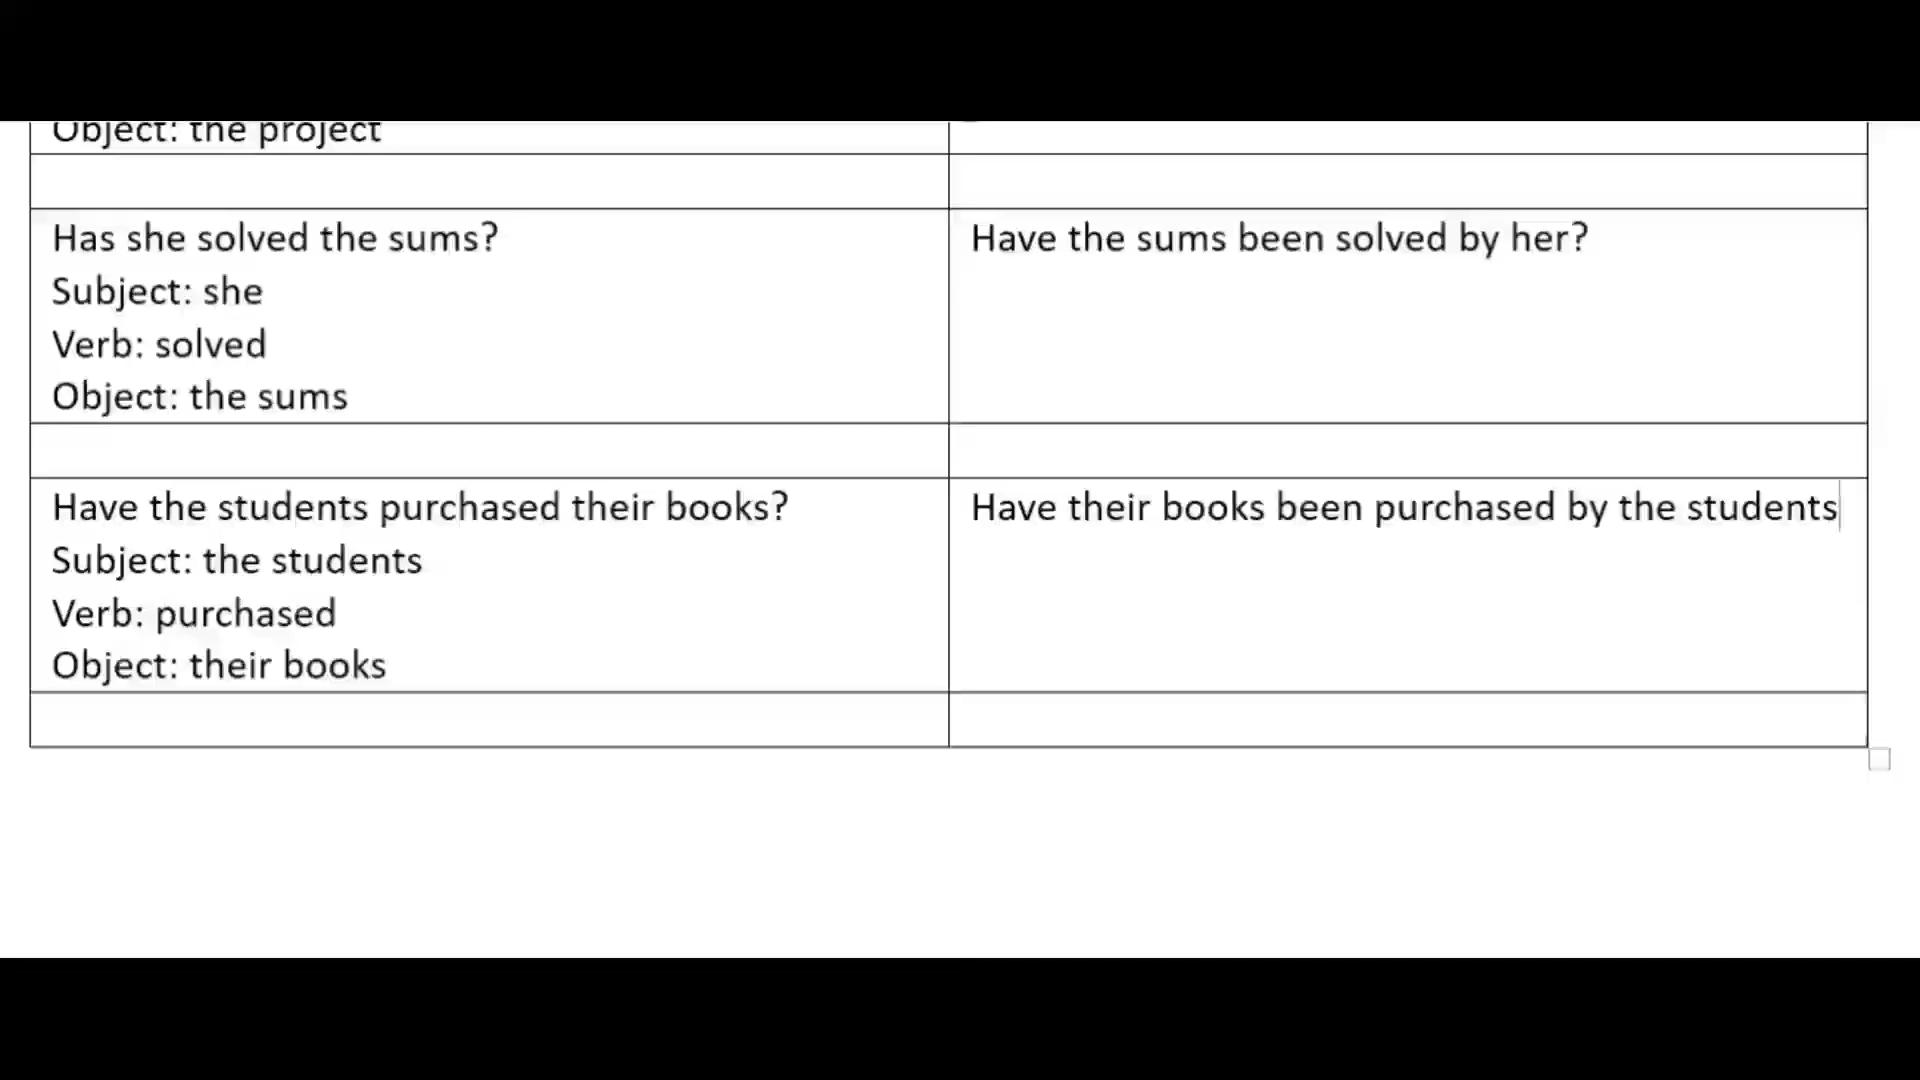 Object: the project
Has she solved the sums?
Have the sums been solved by her?
Subject: she
Verb: solved
Object: the sums
Have the students purchased their books?
Have their books been purchased by the students
Subject: the students
Verb: purchased
Object: their books